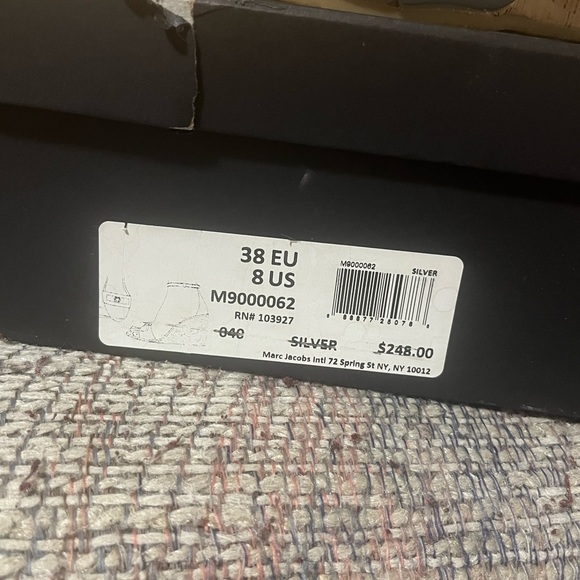 38 EU
8 US
M9000062
RN# 103927
040 SILVER $248.00
Marc Jacobs Intl 72 Spring St NY, NY 10012
M9000062 SILVER